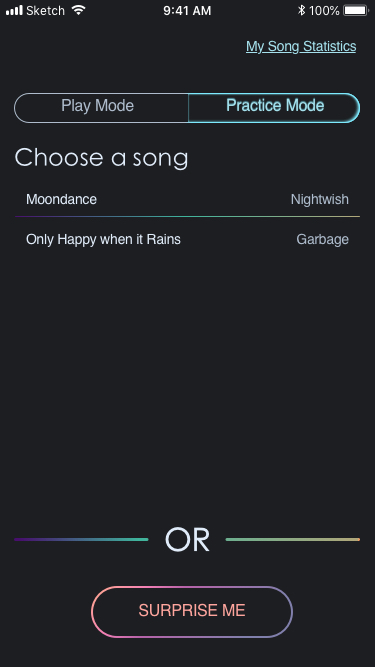 Sketch 9:41 AM 100%
My Song Statistics
Play Mode Practice Mode
Choose a song
Moondance Nightwish
Only Happy when it Rains Garbage
OR
SURPRISE ME